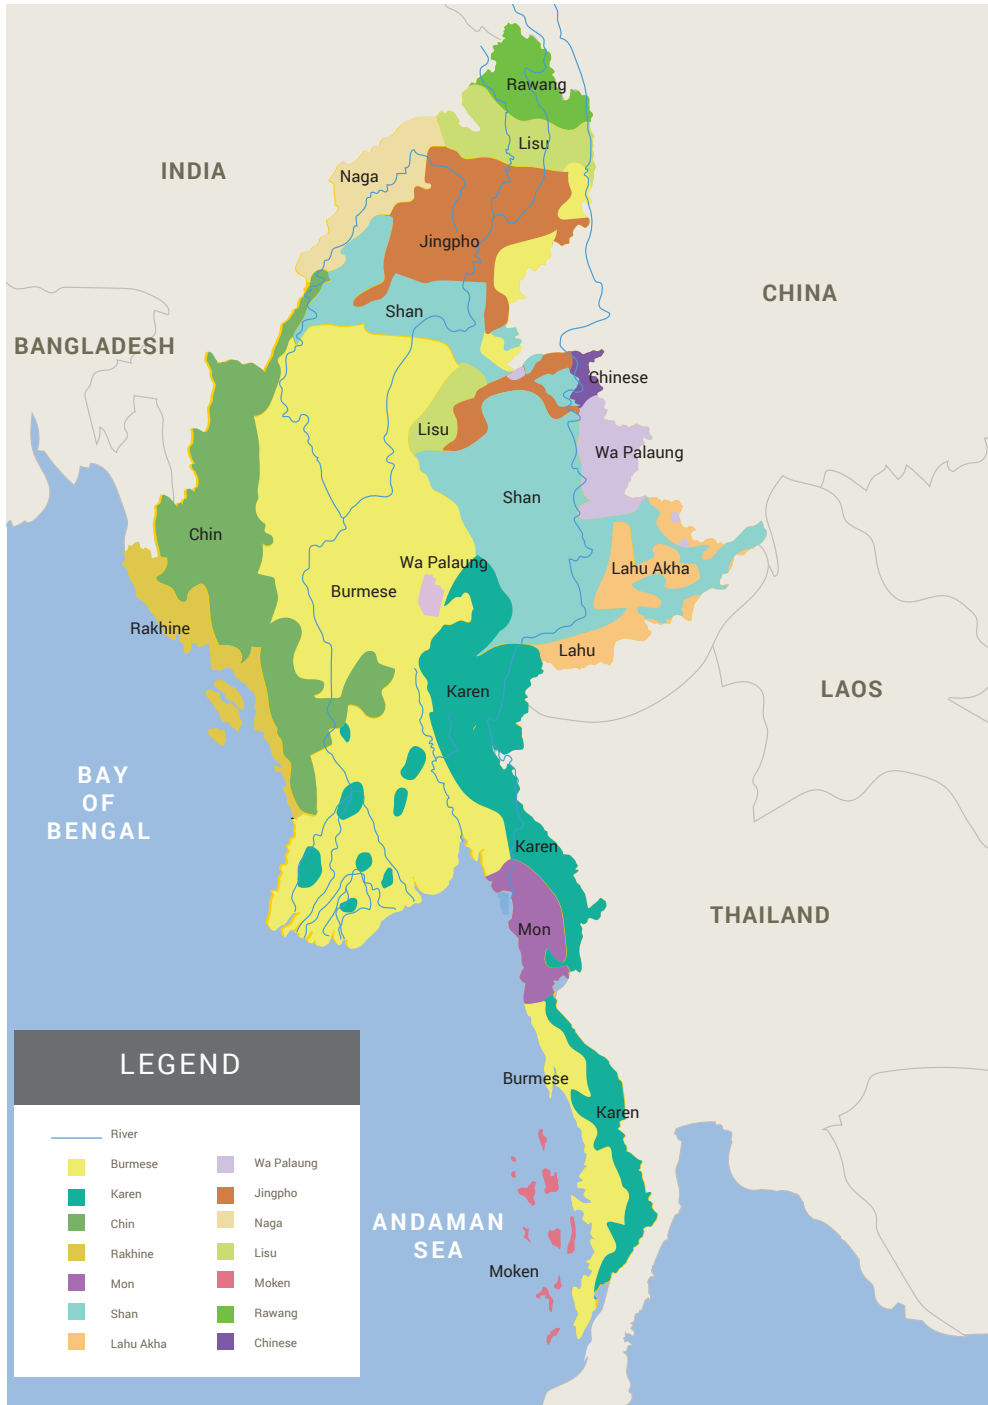 Rawang
Lisu
INDIA
Naga
Jingpho
CHINA
Shan
BANGLADESH
Chinese
Lisu
Wa Palaung
Shan
Chin
Wa Palaung
Lahu Akha
Burmese
Rakhine
Lahu
Karen
LAOS
BAY
OF
BENGAL
Karen
THAILAND
Mon
LEGEND
Burmese
Karen
River
Burmese
Karen
Chin
Rakhine
Mon
Shan
Lahu Akha
Wa Palaung
Jingpho
Naga
Lisu
Moken
Rawang
Chinese
ANDAMAN
SEA
Moken